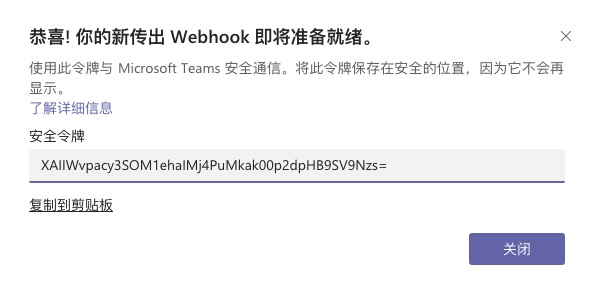 恭喜! 你的新传出 Webhook 即将准备就绪。
使用此令牌与 Microsoft Teams 安全通信。将此令牌保存在安全的位置，因为它不会再
显示。
了解详细信息
安全令牌
XAIlWvpacy3SOM1ehaIMj4PuMkak00p2dpHB9SV9Nzs=
复制到剪贴板
关闭